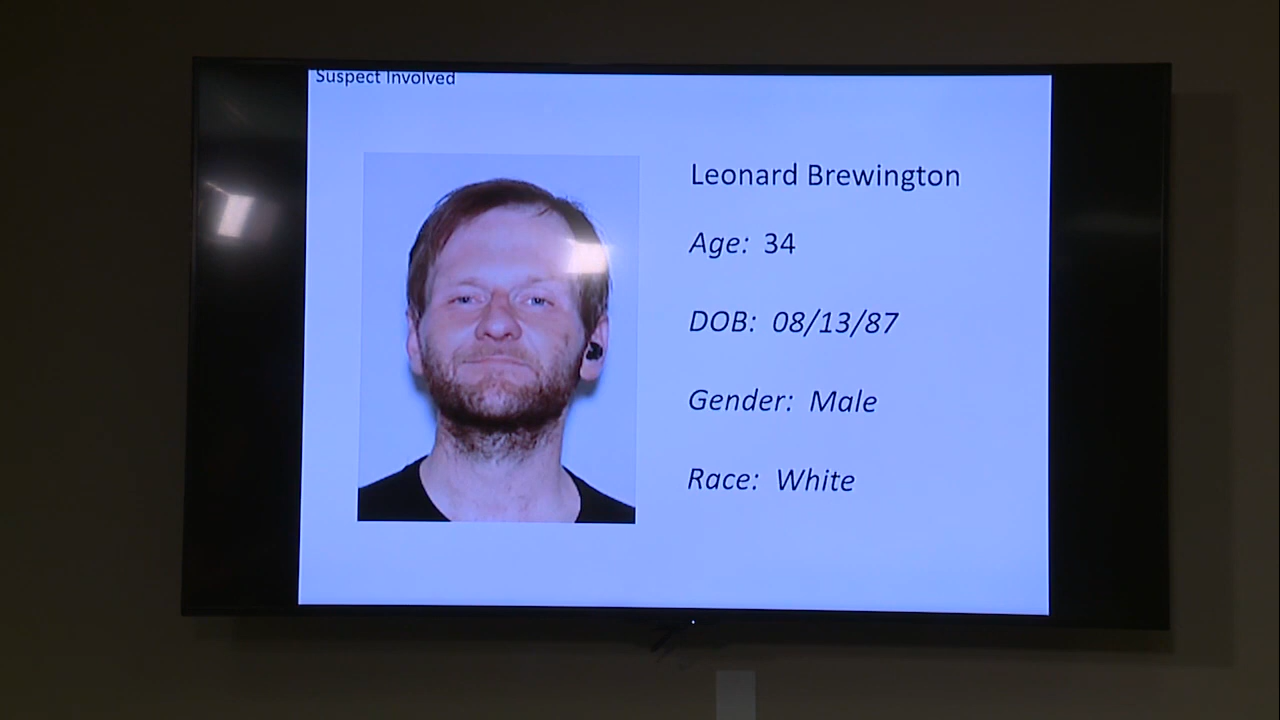 Suspect Involved
Leonard Brewington
Age: 34
DOB: 08/13/87
Gender: Male
Race: White